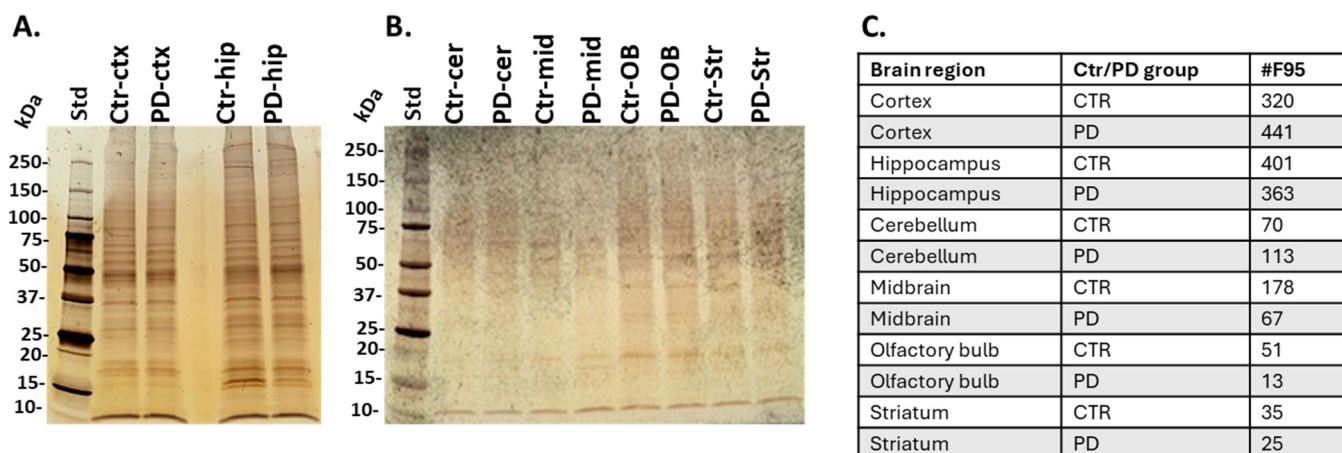 A.
kDa
Std
Ctr-ctx
PD-ctx
Ctr-hip
PD-hip
250-
150-
100-
75-
50-
37-
25-
20-
15-
10-
B.
kDa
Std
Ctr-cer
PD-cer
Ctr-mid
PD-mid
Ctr-OB
PD-OB
Ctr-Str
PD-Str
250-
150-
100-
75-
50-
37-
25-
20-
15-
10-
C.
Brain region Ctr/PD group #F95
Cortex CTR 320
Cortex PD 441
Hippocampus CTR 401
Hippocampus PD 363
Cerebellum CTR 70
Cerebellum PD 113
Midbrain CTR 178
Midbrain PD 67
Olfactory bulb CTR 51
Olfactory bulb PD 13
Striatum CTR 35
Striatum PD 25